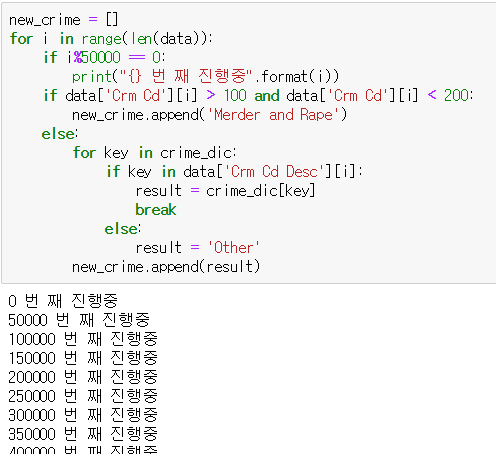 new_crime = []
for i in range(len(data)):
    if i%50000 == 0:
        print("{} 번 째 진행중".format(i))
    if data['Crm Cd'][i] > 100 and data['Crm Cd'][i] < 200:
        new_crime.append('Merder and Rape')
    else:
        for key in crime_dic:
            if key in data['Crm Cd Desc'][i]:
                result = crime_dic[key]
                break
            else:
                result = 'Other'
        new_crime.append(result)
0 번 째 진행중
50000 번 째 진행중
100000 번 째 진행중
150000 번 째 진행중
200000 번 째 진행중
250000 번 째 진행중
300000 번 째 진행중
350000 번 째 진행중
400000 번 째 진행중